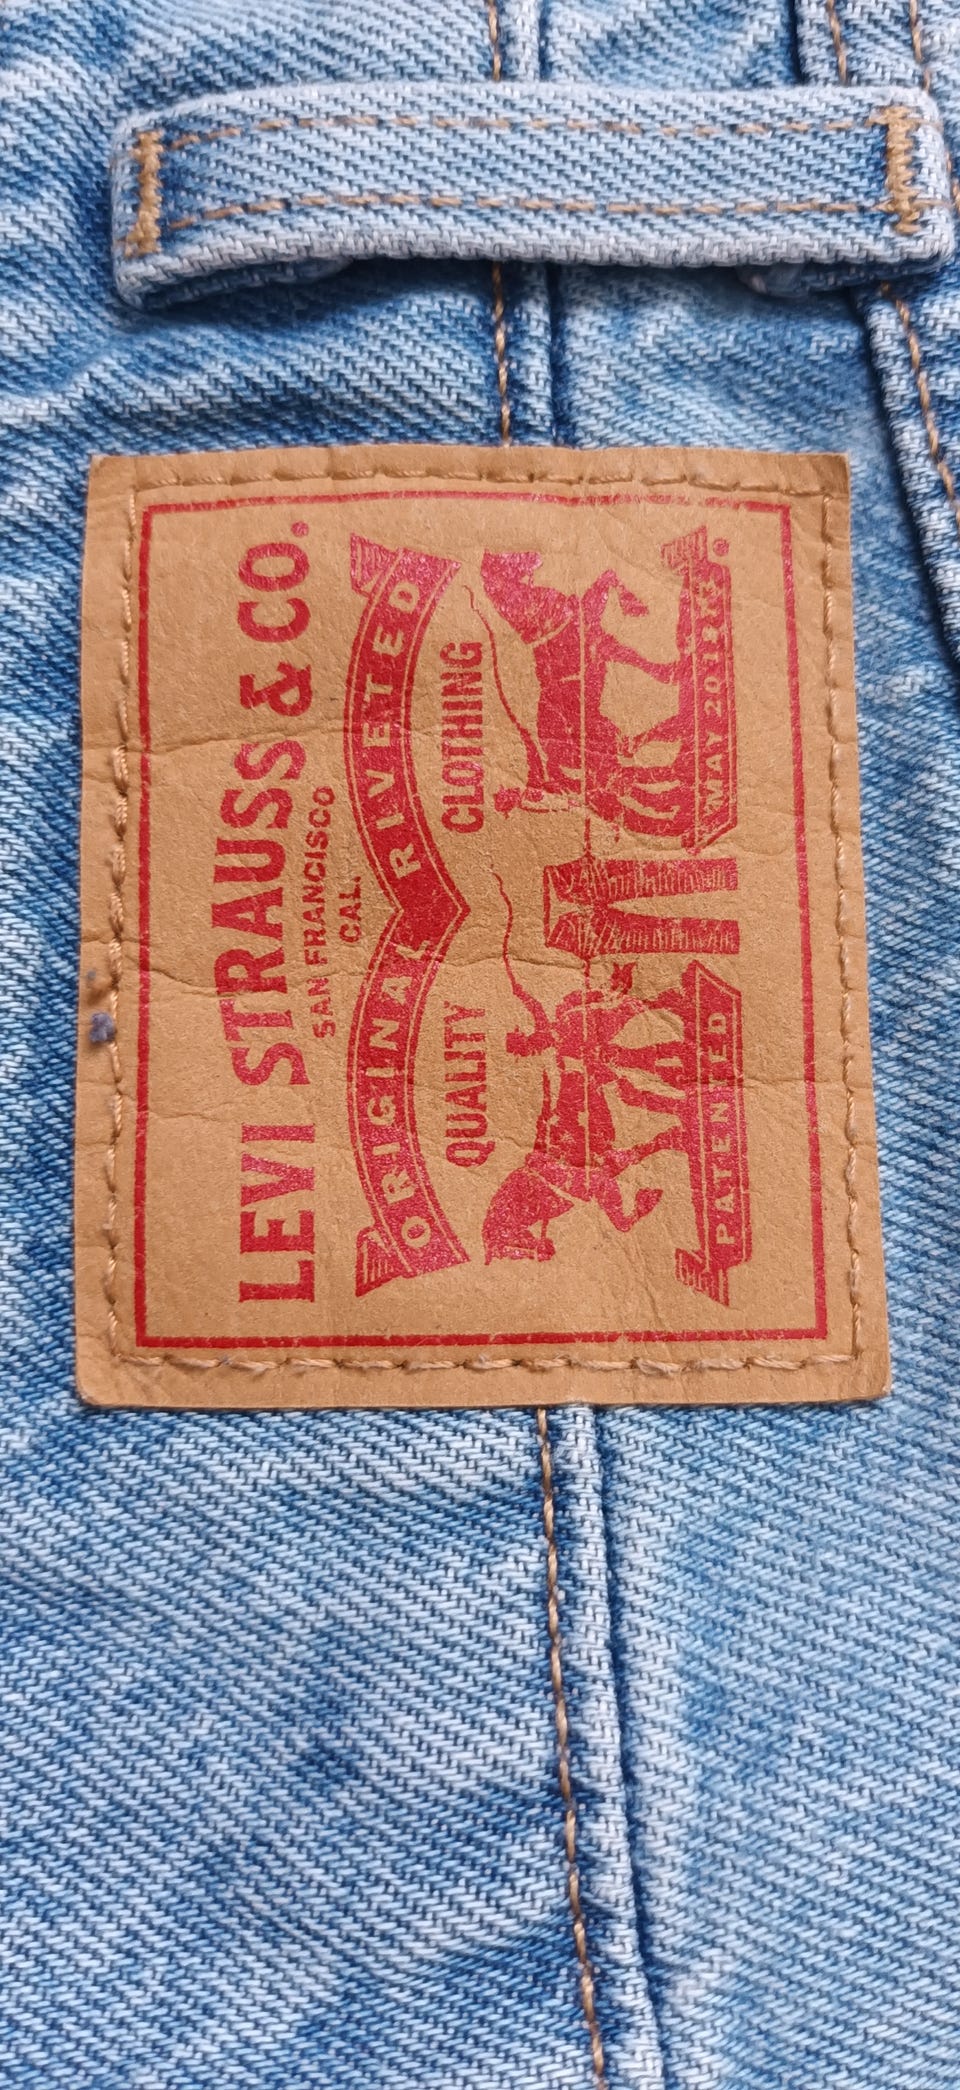 LEVI STRAUSS & CO.
SAN FRANCISCO
CAL.
ORIGINAL RIVETED
QUALITY CLOTHING
PATENTED MAY 20 1873